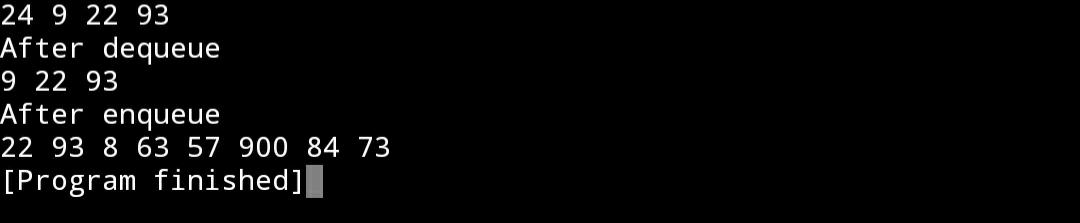 24 9 22 93
After dequeue
9 22 93
After enqueue
22 93 8 63 57 900 84 73
[Program finished]